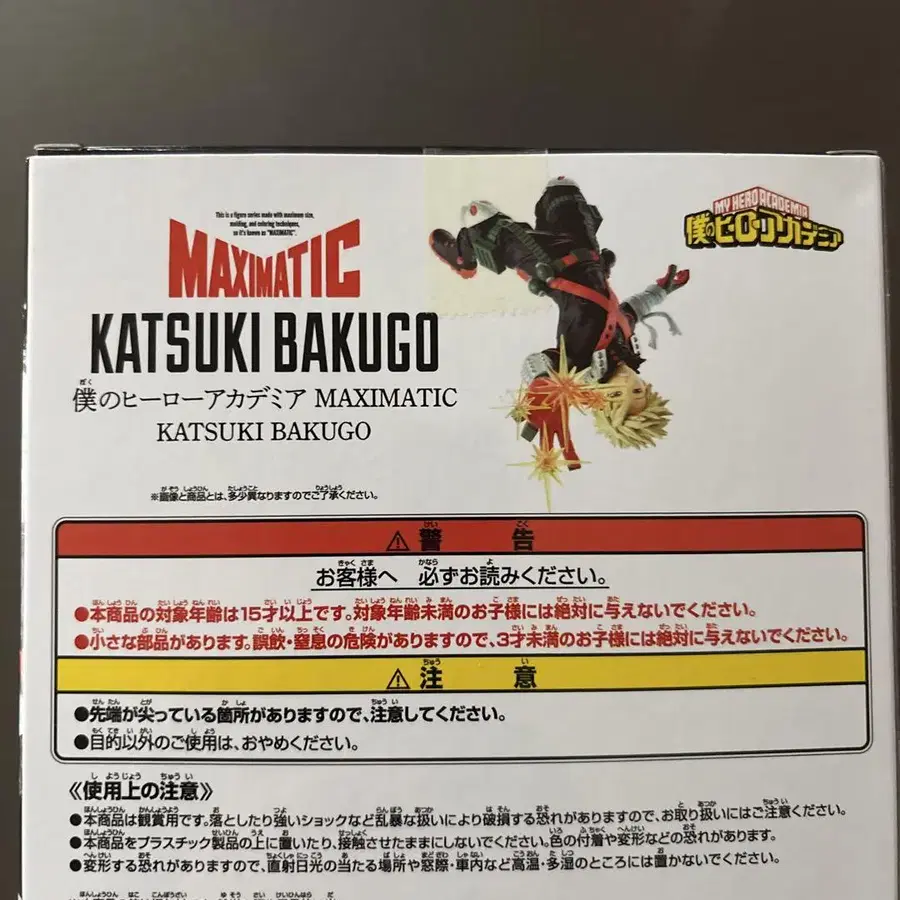 This is a figure series made with maximum size,
molding, and coloring techniques,
so it's known as "MAXIMATIC".
MAXIMATIC
KATSUKI BAKUGO
僕のヒーローアカデミア MAXIMATIC
KATSUKI BAKUGO
MY HERO ACADEMIA
僕のヒーローアカデミア
※画像と商品とは、多少異なりますのでご了承ください。
⚠警告
お客様へ 必ずお読みください。
●本商品の対象年齢は15才以上です。対象年齢未満のお子様には絶対に与えないでください。
●小さな部品があります。誤飲・窒息の危険がありますので、3才未満のお子様には絶対に与えないでください。
⚠注意
●先端が尖っている箇所がありますので、注意してください。
●目的以外のご使用は、おやめください。
《使用上の注意》
●本商品は観賞用です。落としたり強いショックなど乱暴な扱いにより破損する恐れがありますので、お取り扱いにはご注意ください。
●本商品をプラスチック製品の上に置いたり、接触させたままにしないでください。色の付着や変形などの恐れがあります。
●変形する恐れがありますので、直射日光の当たる場所や窓際・車内など高温・多湿のところには置かないでください。